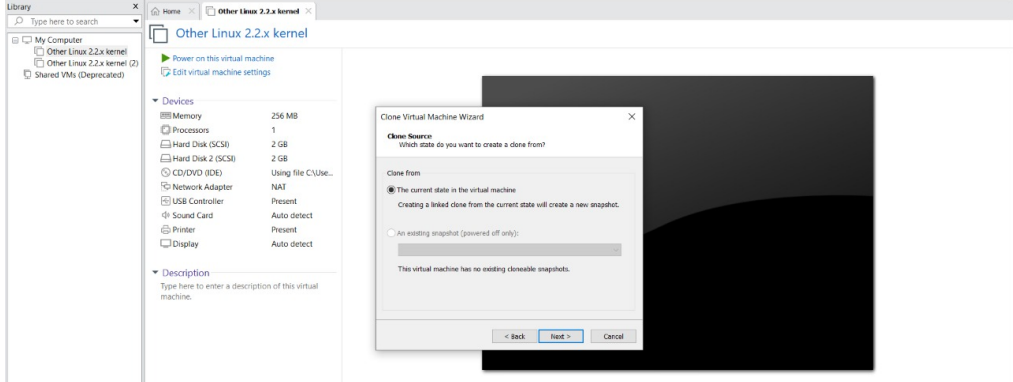 Library
Type here to search
My Computer
Other Linux 2.2.x kernel
Other Linux 2.2.x kernel (2)
Shared VMs (Deprecated)
Home
Other Linux 2.2.x kernel
Other Linux 2.2.x kernel
Power on this virtual machine
Edit virtual machine settings
Devices
Memory 256 MB
Processors 1
Hard Disk (SCSI) 2 GB
Hard Disk 2 (SCSI) 2 GB
CD/DVD (IDE) Using file C:\Use...
Network Adapter NAT
USB Controller Present
Sound Card Auto detect
Printer Present
Display Auto detect
Description
Type here to enter a description of this virtual
machine.
Clone Virtual Machine Wizard
Clone Source
Which state do you want to create a clone from?
Clone from
The current state in the virtual machine
Creating a linked clone from the current state will create a new snapshot.
An existing snapshot (powered off only):
This virtual machine has no existing cloneable snapshots.
< Back Next > Cancel